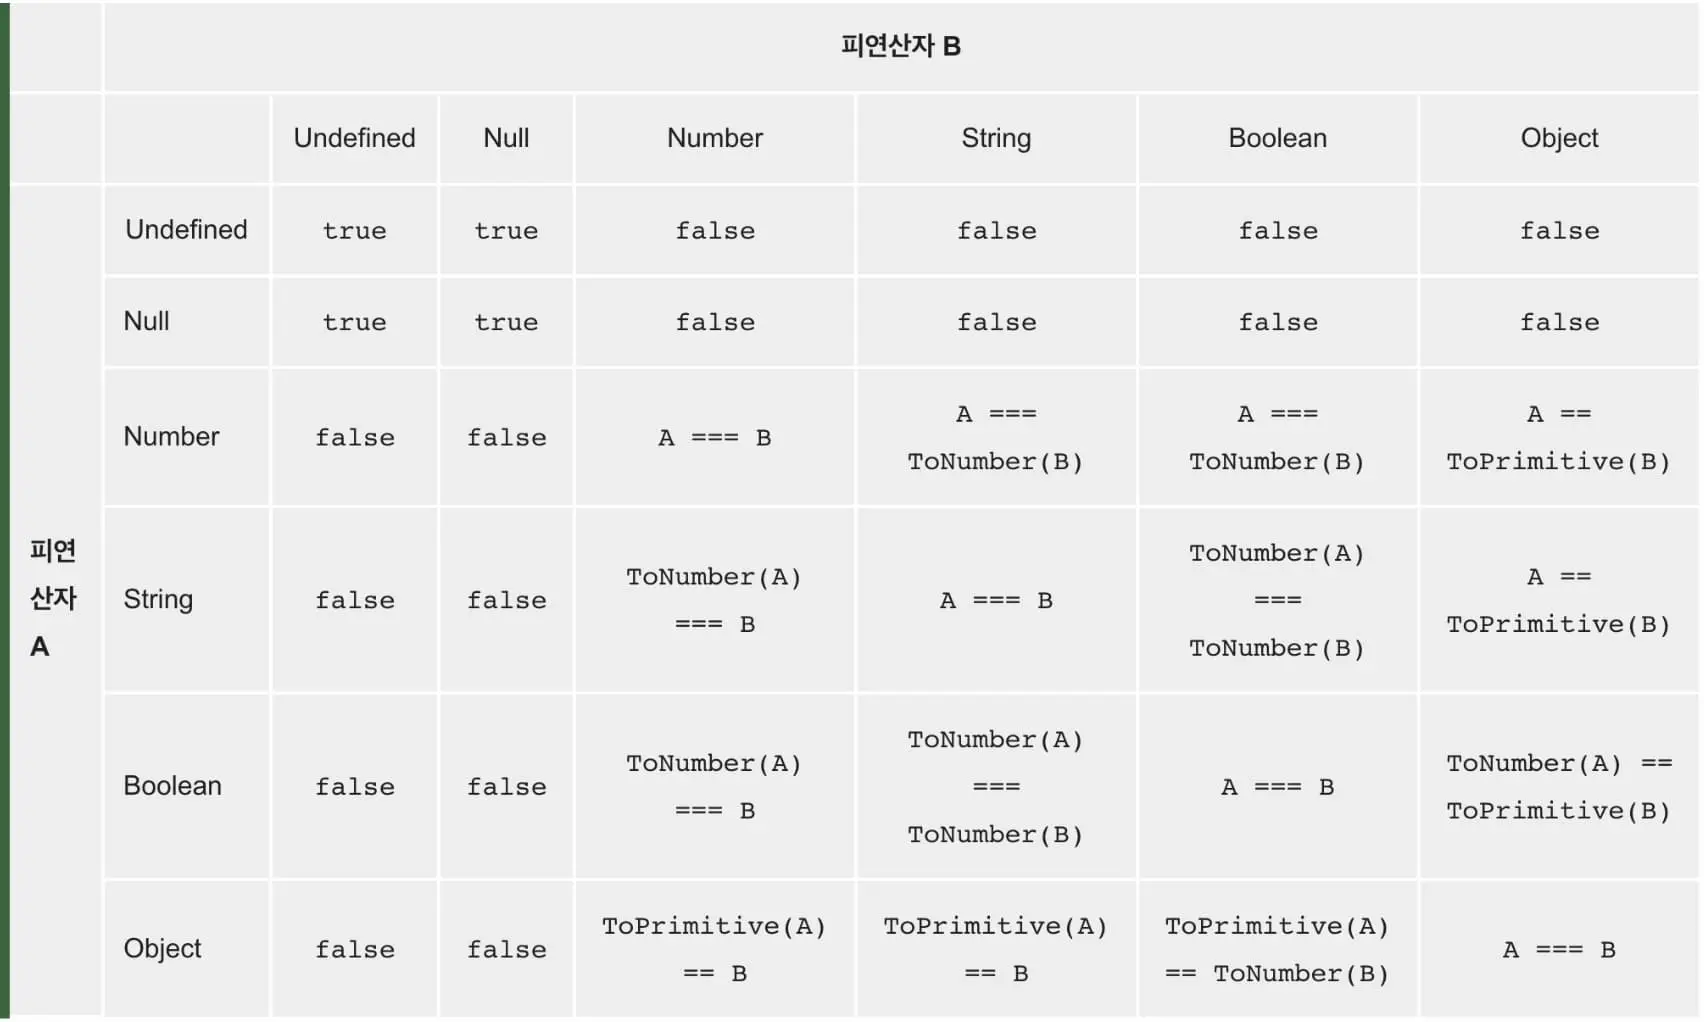 피연산자 B
Undefined Null Number String Boolean Object
피연
산자
A
Undefined true true false false false false
Null true true false false false false
Number false false A === B A ===
ToNumber(B) A ===
ToNumber(B) A ==
ToPrimitive(B)
String false false ToNumber(A)
=== B A === B ToNumber(A)
===
ToNumber(B) A ==
ToPrimitive(B)
Boolean false false ToNumber(A)
=== B ToNumber(A)
===
ToNumber(B) A === B ToNumber(A) ==
ToPrimitive(B)
Object false false ToPrimitive(A)
== B ToPrimitive(A)
== B ToPrimitive(A)
== ToNumber(B) A === B